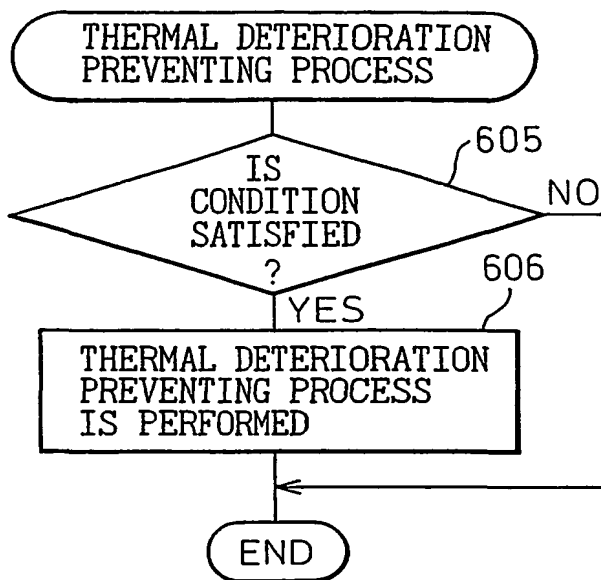 THERMAL DETERIORATION
PREVENTING PROCESS
605
IS
CONDITION
SATISFIED
?
NO
YES
606
THERMAL DETERIORATION
PREVENTING PROCESS
IS PERFORMED
END